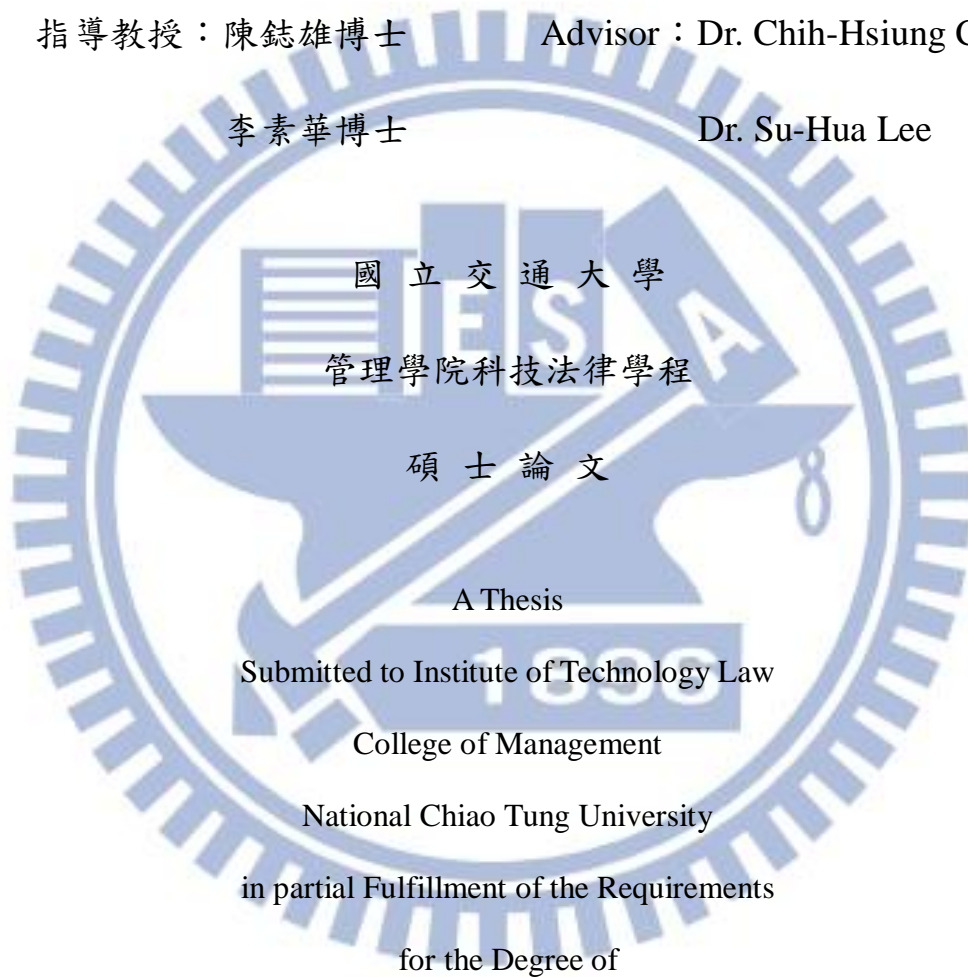 指導教授：陳鋕雄博士 Advisor：Dr. Chih-Hsiung C
李素華博士 Dr. Su-Hua Lee
國 立 交 通 大 學
管理學院科技法律學程
碩 士 論 文
E S A
A Thesis
Submitted to Institute of Technology Law
1896
College of Management
National Chiao Tung University
in partial Fulfillment of the Requirements
for the Degree of